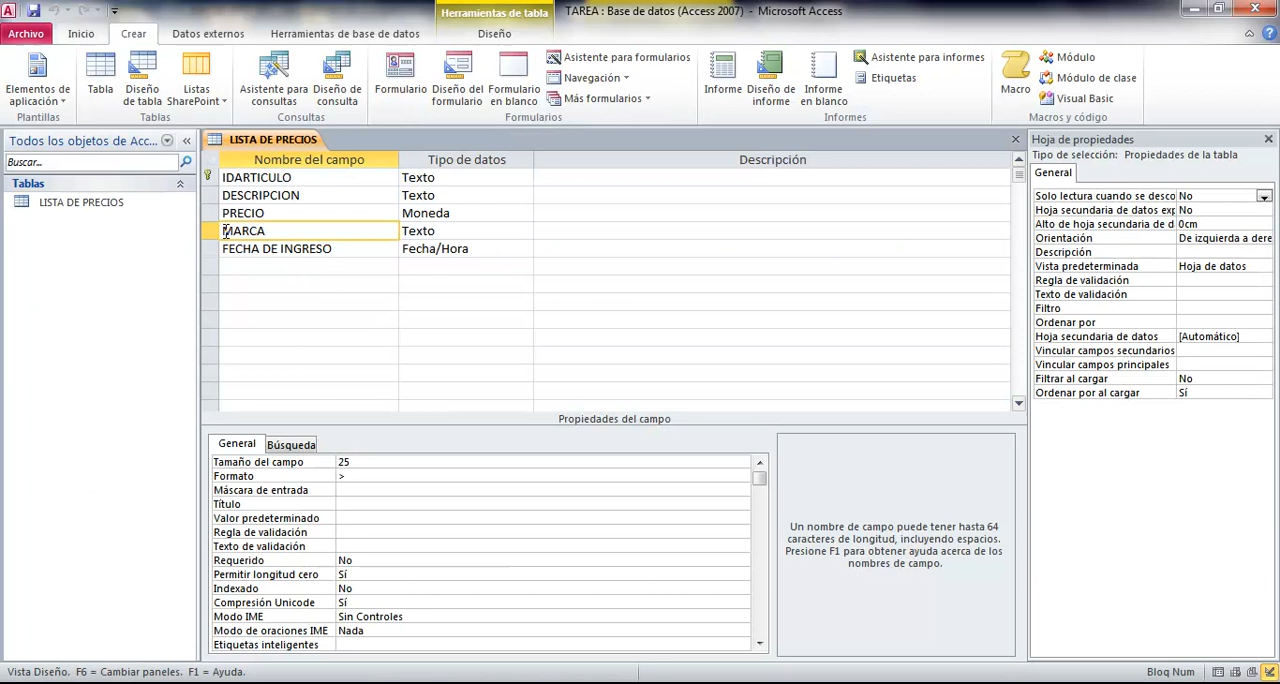 Herramientas de tabla
TAREA : Base de datos (Access 2007) - Microsoft Access
Archivo Inicio Crear Datos externos Herramientas de base de datos Diseño
Elementos de aplicación
Tabla
Diseño de tabla
Listas SharePoint
Asistente para consultas
Diseño de
Formulario
Diseño del formulario
Formulario en blanco
Asistente para formularios
Navegación
Más formularios
Informe
Diseño de informe
Informe en blanco
Asistente para informes
Etiquetas
Macro
Módulo
Módulo de clase
Visual Basic
Plantillas Tablas Consultas Formularios Informes Macros y código
Todos los objetos de Acc...
Buscar...
Tablas
LISTA DE PRECIOS
LISTA DE PRECIOS
Nombre del campo Tipo de datos Descripción
IDARTICULO Texto
DESCRIPCION Texto
PRECIO Moneda
MARCA Texto
FECHA DE INGRESO Fecha/Hora
Propiedades del campo
General Búsqueda
Tamaño del campo 25
Formato >
Máscara de entrada
Título
Valor predeterminado
Regla de validación
Texto de validación
Requerido No
Permitir longitud cero Sí
Indexado No
Compresión Unicode Sí
Modo IME Sin Controles
Modo de oraciones IME Nada
Etiquetas inteligentes
Un nombre de campo puede tener hasta 64
caracteres de longitud, incluyendo espacios.
Presione F1 para obtener ayuda acerca de los
nombres de campo.
Hoja de propiedades
Tipo de selección: Propiedades de la tabla
General
Solo lectura cuando se desco No
Hoja secundaria de datos exp No
Alto de hoja secundaria de d 0cm
Orientación De izquierda a dere
Descripción
Vista predeterminada Hoja de datos
Regla de validación
Texto de validación
Filtro
Ordenar por
Hoja secundaria de datos [Automático]
Vincular campos secundarios
Vincular campos principales
Filtrar al cargar No
Ordenar por al cargar Sí
Vista Diseño. F6 = Cambiar paneles. F1 = Ayuda.
Bloq Num